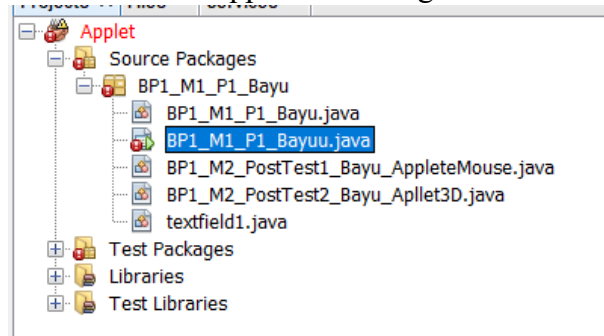 Applet
Source Packages
BP1_M1_P1_Bayu
BP1_M1_P1_Bayu.java
BP1_M1_P1_Bayuu.java
BP1_M2_PostTest1_Bayu_AppleteMouse.java
BP1_M2_PostTest2_Bayu_Apllet3D.java
textfield1.java
Test Packages
Libraries
Test Libraries